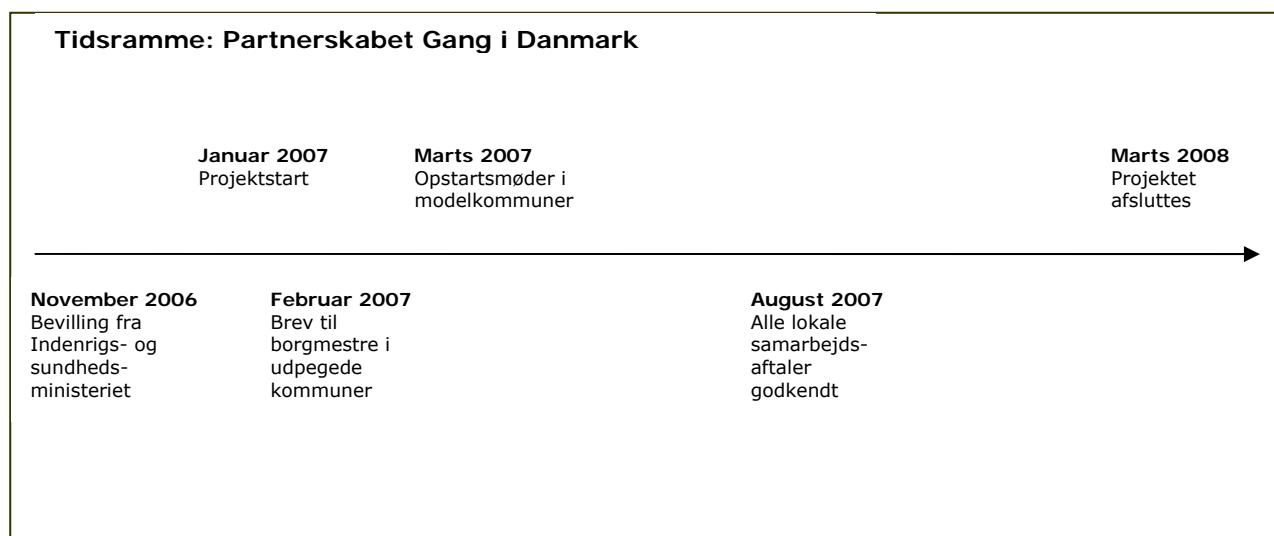 Tidsramme: Partnerskabet Gang i Danmark
Januar 2007
Projektstart
Marts 2007
Opstartsmøder i
modelkommuner
Marts 2008
Projektet
afsluttes
November 2006
Bevilling fra
Indenrigs- og
sundheds-
ministeriet
Februar 2007
Brev til
borgmestre i
udpegede
kommuner
August 2007
Alle lokale
samarbejds-
aftaler
godkendt